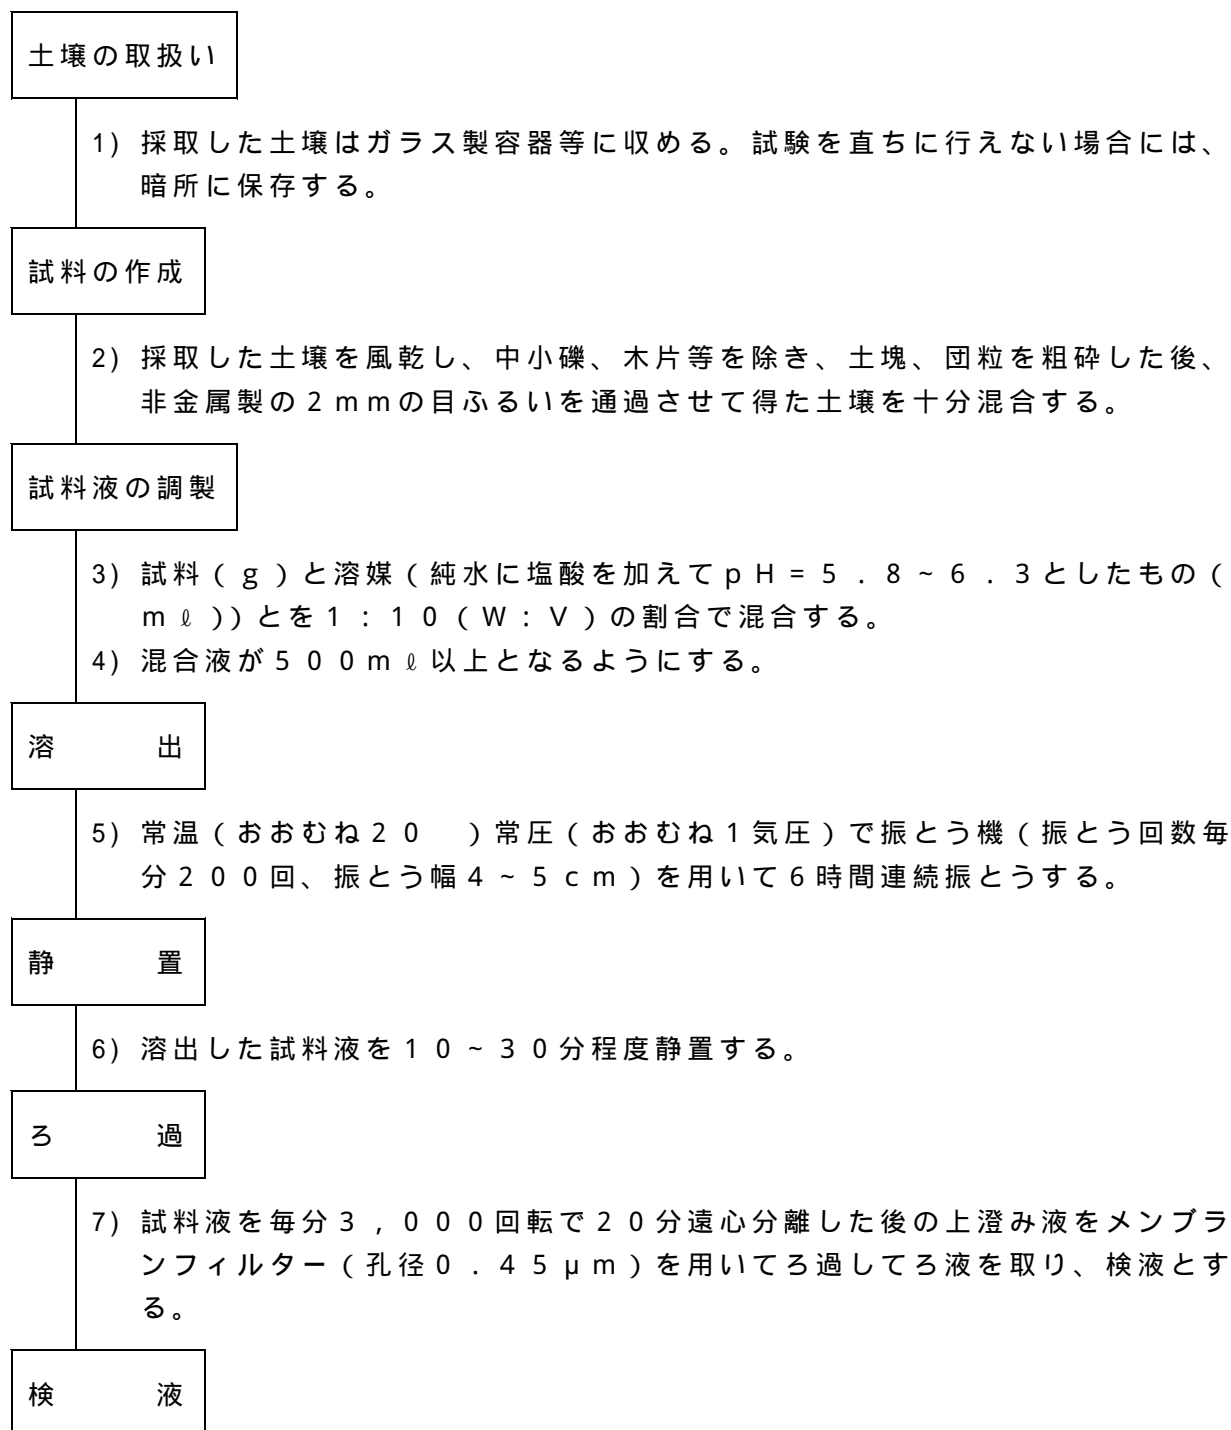 土壌の取扱い
1) 採取した土壌はガラス製容器等に収める。試験を直ちに行えない場合には、
暗所に保存する。
試料の作成
2) 採取した土壌を風乾し、中小礫、木片等を除き、土塊、団粒を粗砕した後、
非金属製の2mmの目ふるいを通過させて得た土壌を十分混合する。
試料液の調製
3) 試料(g)と溶媒(純水に塩酸を加えてpH=5.8~6.3としたもの(
mℓ))とを1:10(W:V)の割合で混合する。
4) 混合液が500mℓ以上となるようにする。
溶 出
5) 常温(おおむね20 )常圧(おおむね1気圧)で振とう機(振とう回数毎
分200回、振とう幅4~5cm)を用いて6時間連続振とうする。
静 置
6) 溶出した試料液を10~30分程度静置する。
ろ 過
7) 試料液を毎分3,000回転で20分遠心分離した後の上澄み液をメンブラ
ンフィルター(孔径0.45μm)を用いてろ過してろ液を取り、検液とす
る。
検 液